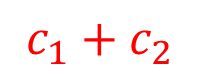 c₁ + c₂